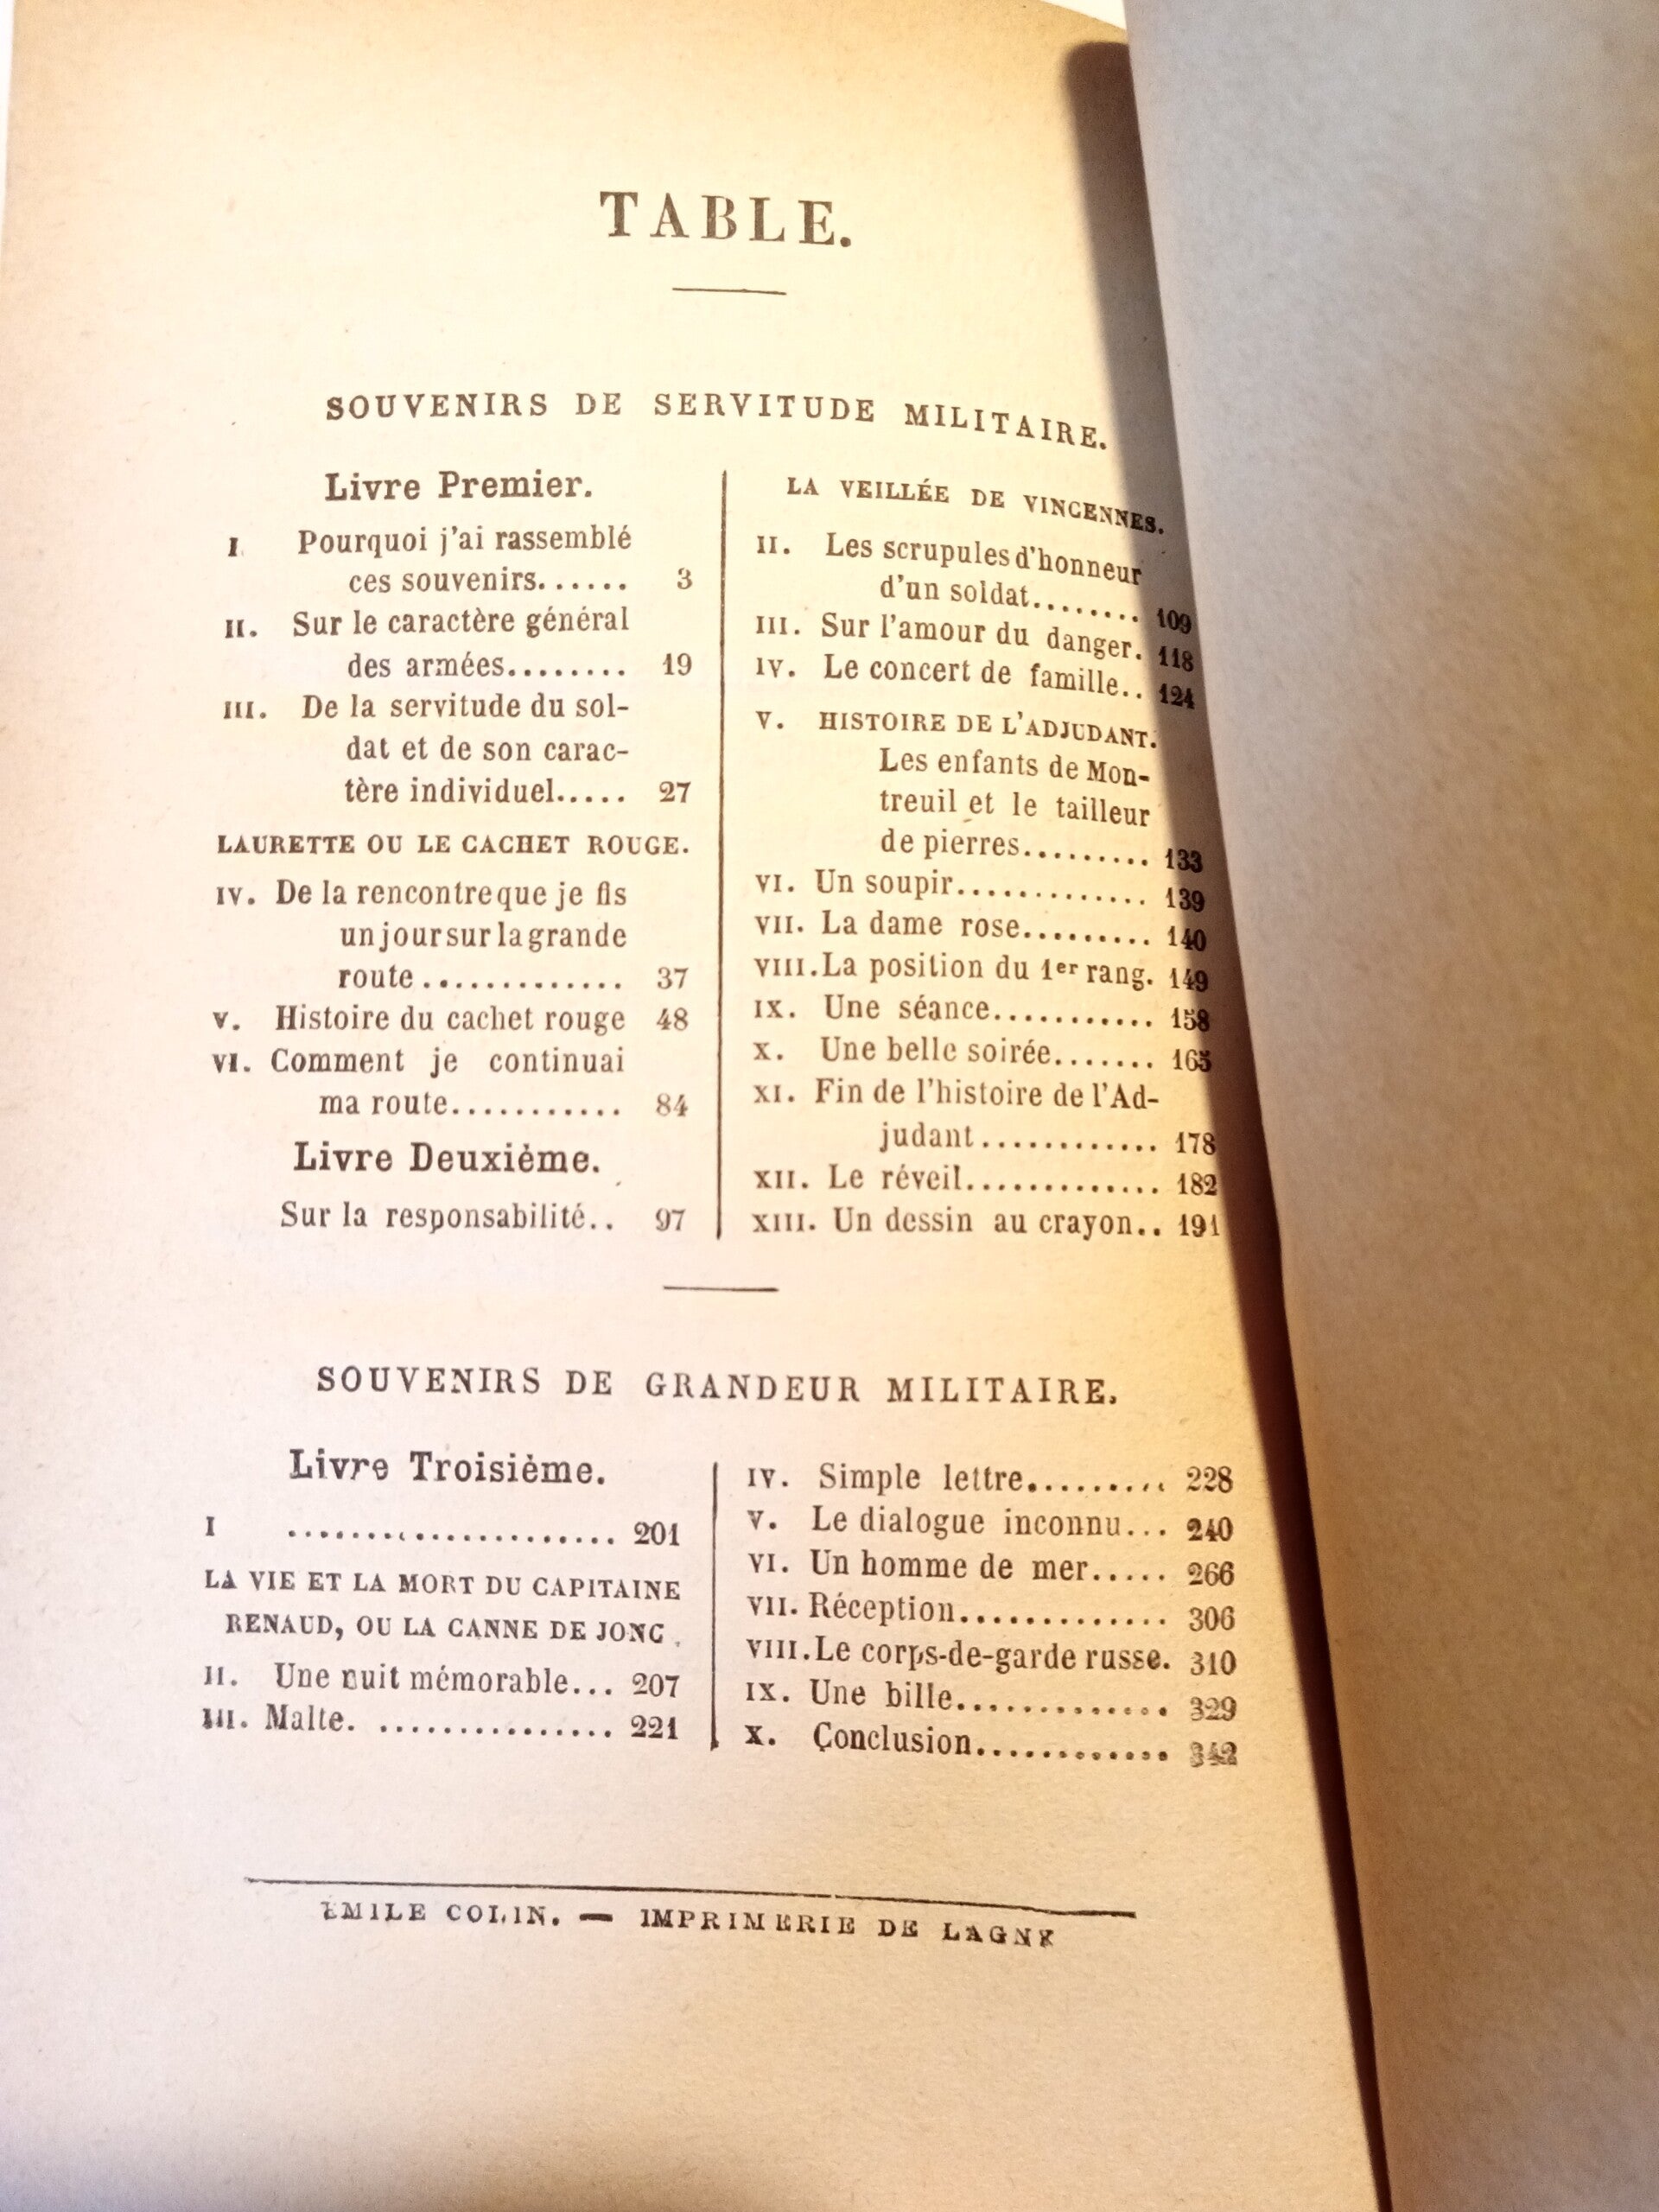 TABLE.
SOUVENIRS DE SERVITUDE MILITAIRE.
Livre Premier.
I Pourquoi j'ai rassemblé
ces souvenirs...... 3
II. Sur le caractère général
des armées........ 19
III. De la servitude du sol-
dat et de son carac-
tère individuel..... 27
LAURETTE OU LE CACHET ROUGE.
IV. De la rencontre que je fis
un jour sur la grande
route............. 37
V. Histoire du cachet rouge 48
VI. Comment je continuai
ma route........... 84
Livre Deuxième.
Sur la responsabilité.. 97
LA VEILLÉE DE VINCENNES.
II. Les scrupules d'honneur
d'un soldat........ 109
III. Sur l'amour du danger. 118
IV. Le concert de famille.. 124
V. HISTOIRE DE L'ADJUDANT.
Les enfants de Mon-
treuil et le tailleur
de pierres......... 133
VI. Un soupir............. 139
VII. La dame rose......... 140
VIII. La position du 1er rang. 149
IX. Une séance........... 158
X. Une belle soirée....... 165
XI. Fin de l'histoire de l'Ad-
judant............ 178
XII. Le réveil............. 182
XIII. Un dessin au crayon.. 191
SOUVENIRS DE GRANDEUR MILITAIRE.
Livre Troisième.
I ...................... 201
LA VIE ET LA MORT DU CAPITAINE
RENAUD, OU LA CANNE DE JONC.
II. Une nuit mémorable... 207
III. Malte. ............... 221
IV. Simple lettre......... 228
V. Le dialogue inconnu... 240
VI. Un homme de mer..... 266
VII. Réception............. 306
VIII. Le corps-de-garde russe. 310
IX. Une bille............. 329
X. Conclusion............ 342
EMILE COLIN. — IMPRIMERIE DE LAGNY